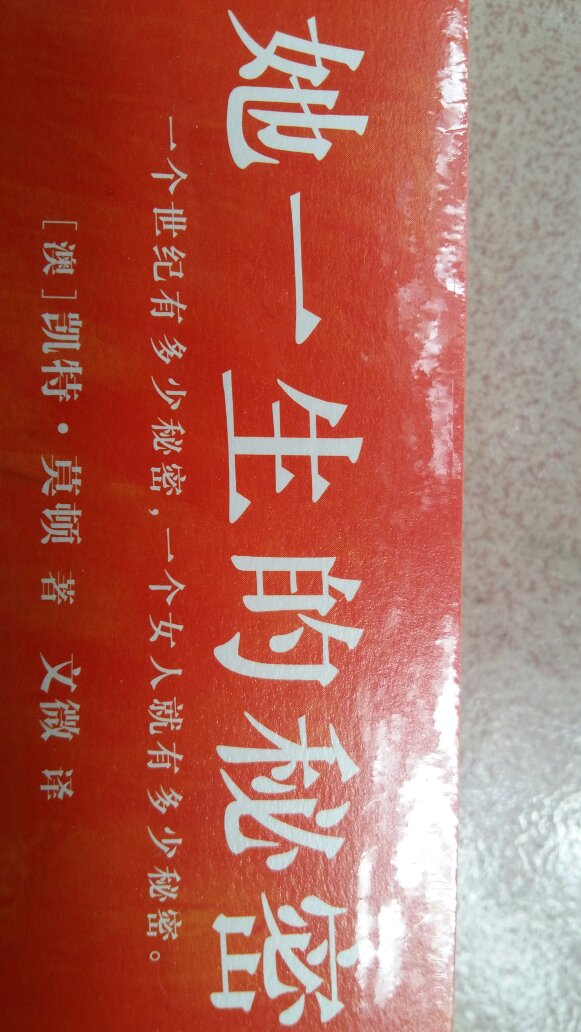 她一生的秘密
一个世纪有多少秘密,一个女人就有多少秘密。
[澳]凯特·莫顿 著 文微 译